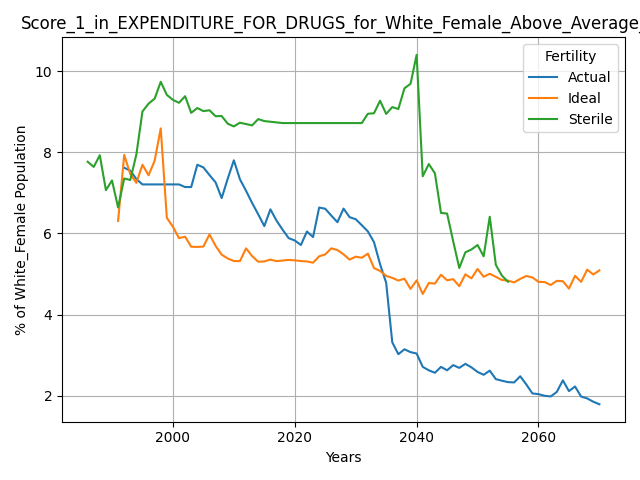 Score_1_in_EXPENDITURE_FOR_DRUGS_for_White_Female_Above_Average_
% of White_Female Population
10
8
6
4
2
Fertility
Actual
Ideal
Sterile
2000
2020
2040
2060
Years